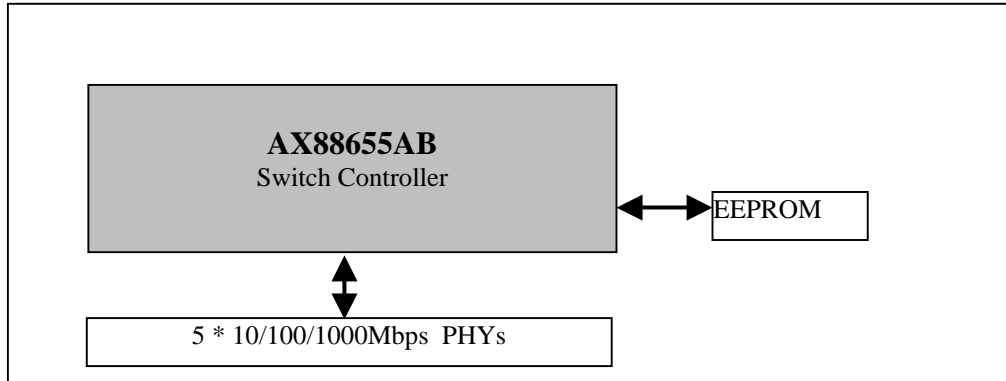 AX88655AB
Switch Controller
EEPROM
5 * 10/100/1000Mbps PHYs